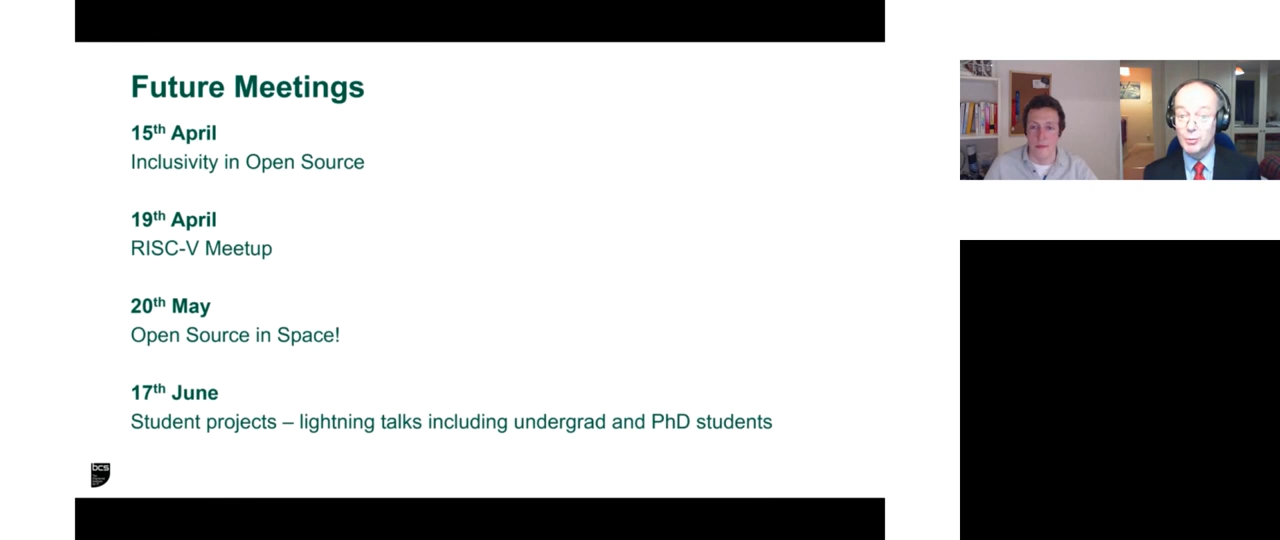 Future Meetings
15th April
Inclusivity in Open Source
19th April
RISC-V Meetup
20th May
Open Source in Space!
17th June
Student projects – lightning talks including undergrad and PhD students
bcs